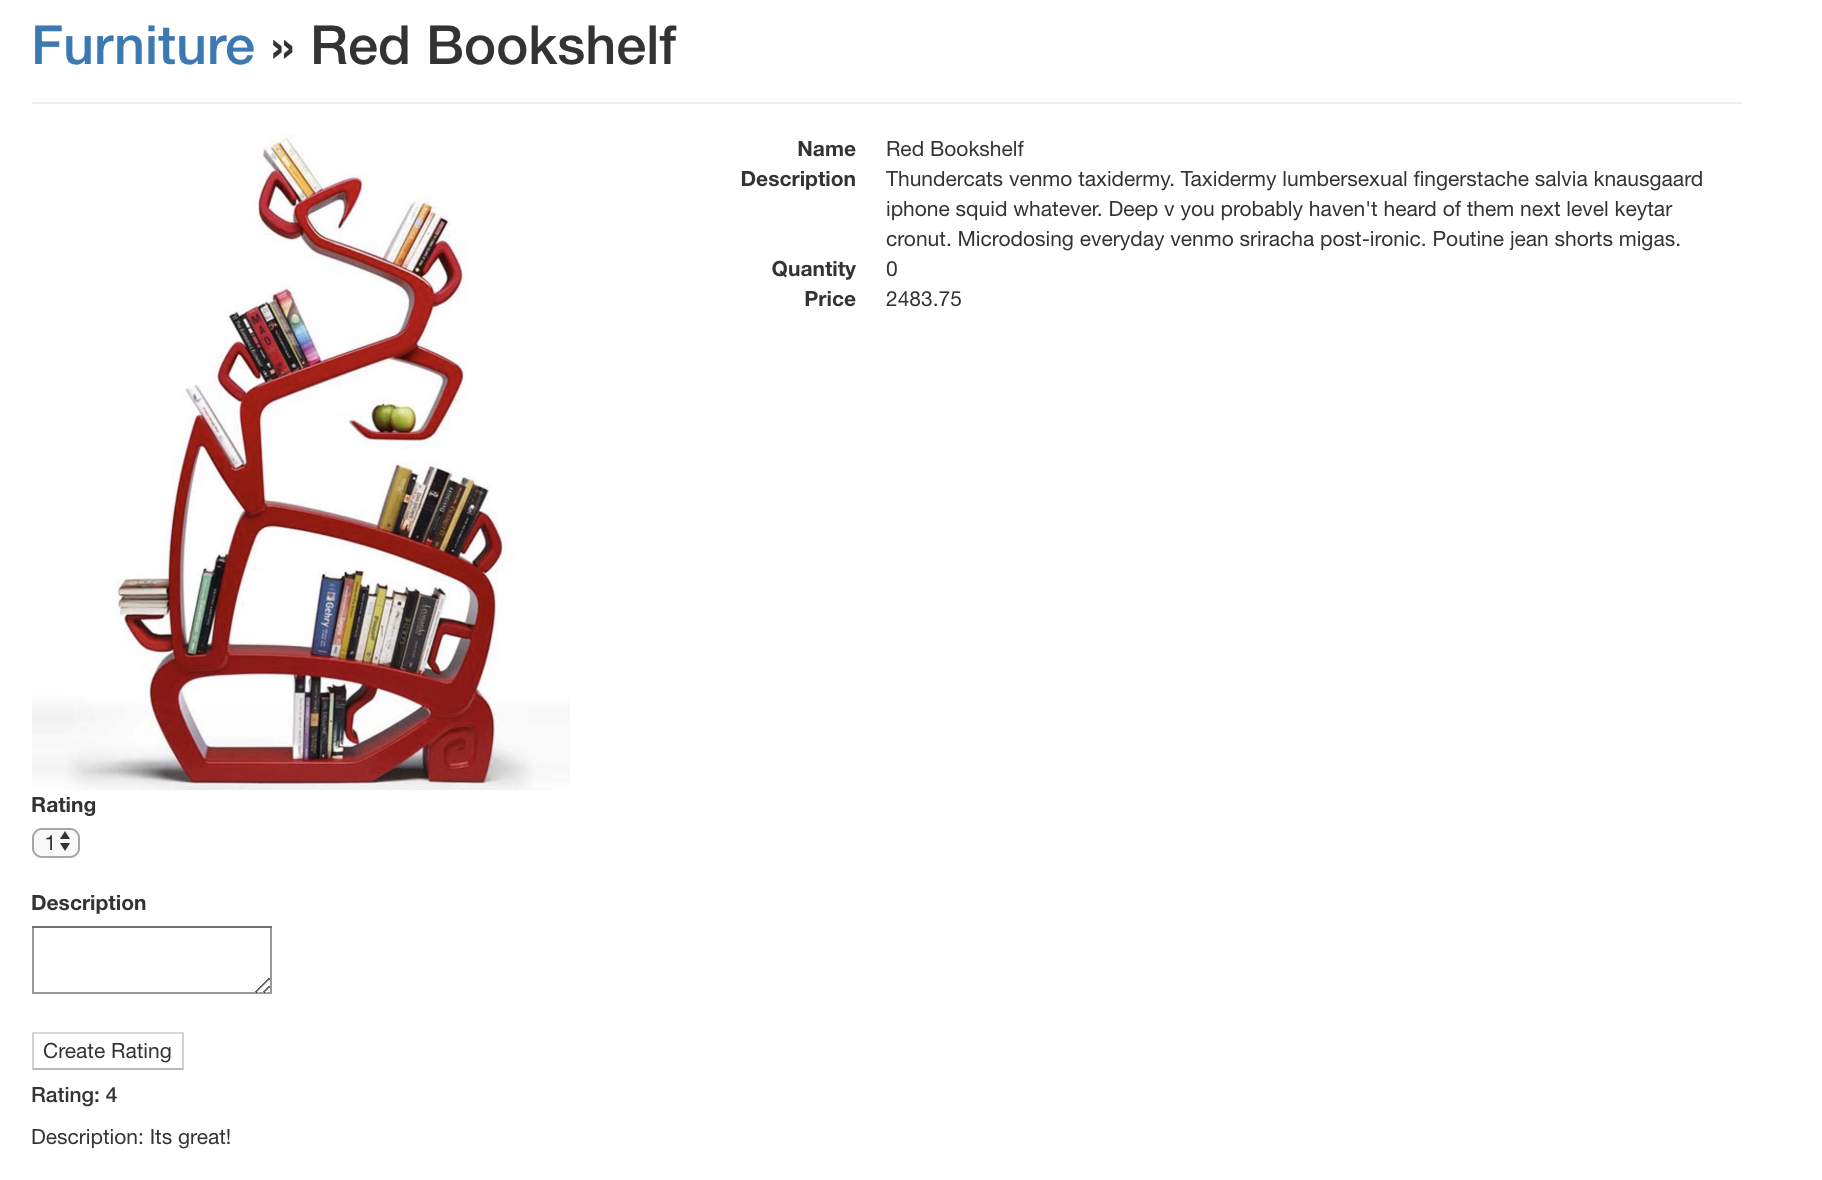 Furniture » Red Bookshelf
Name Red Bookshelf
Description Thundercats venmo taxidermy. Taxidermy lumbersexual fingerstache salvia knausgaard
iphone squid whatever. Deep v you probably haven't heard of them next level keytar
cronut. Microdosing everyday venmo sriracha post-ironic. Poutine jean shorts migas.
Quantity 0
Price 2483.75
MAD
Gehry
Rating
1
Description
Create Rating
Rating: 4
Description: Its great!